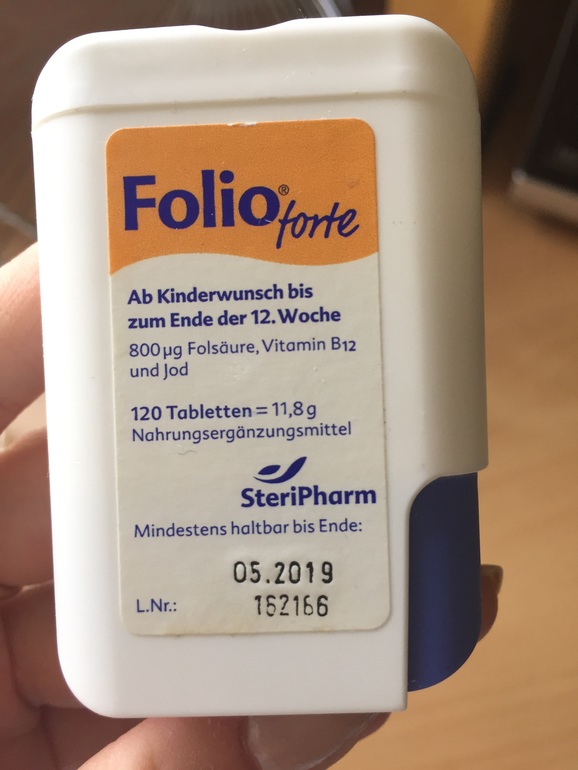 Folio® forte
Ab Kinderwunsch bis
zum Ende der 12. Woche
800 µg Folsäure, Vitamin B12
und Jod
120 Tabletten = 11,8 g
Nahrungsergänzungsmittel
SteriPharm
Mindestens haltbar bis Ende:
05.2019
L.Nr.: 162166